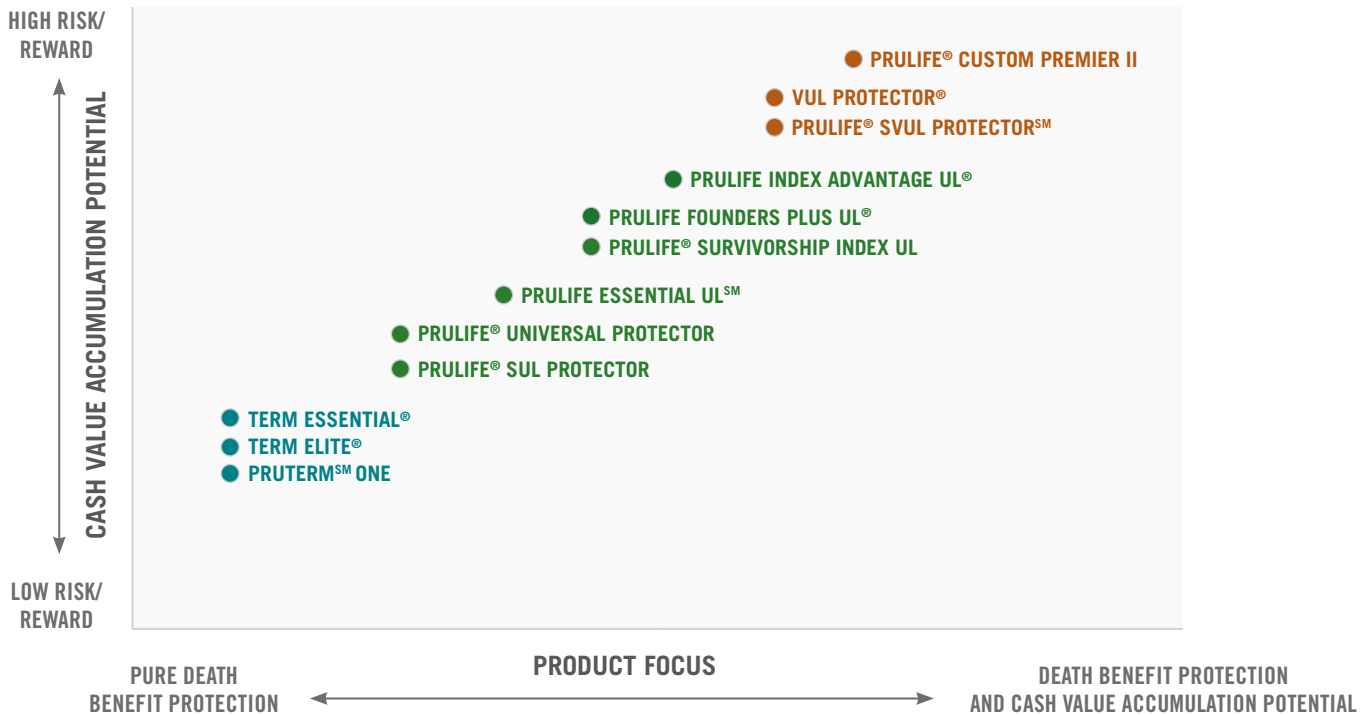 HIGH RISK/
REWARD
CASH VALUE ACCUMULATION POTENTIAL
LOW RISK/
REWARD
PRULIFE® CUSTOM PREMIER II
VUL PROTECTOR®
PRULIFE® SVUL PROTECTOR℠
PRULIFE INDEX ADVANTAGE UL®
PRULIFE FOUNDERS PLUS UL®
PRULIFE® SURVIVORSHIP INDEX UL
PRULIFE ESSENTIAL UL℠
PRULIFE® UNIVERSAL PROTECTOR
PRULIFE® SUL PROTECTOR
TERM ESSENTIAL®
TERM ELITE®
PRUTERM℠ ONE
PURE DEATH
BENEFIT PROTECTION
PRODUCT FOCUS
DEATH BENEFIT PROTECTION
AND CASH VALUE ACCUMULATION POTENTIAL